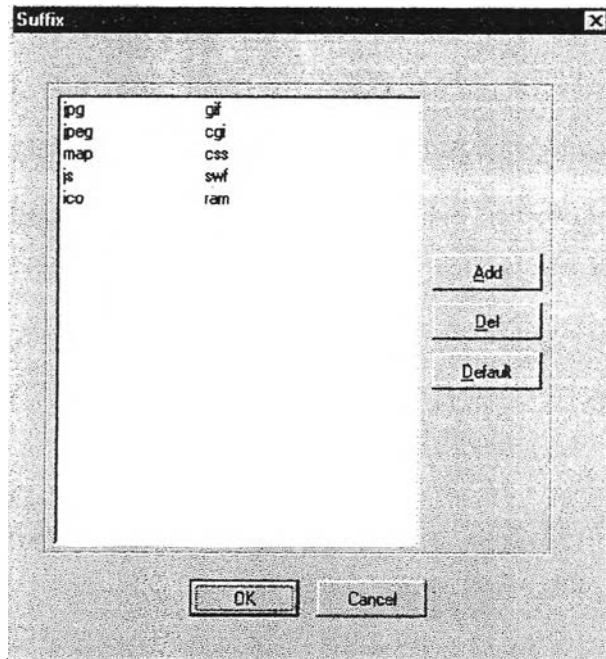 Suffix
jpg gif
jpeg cgi
map css
js swf
ico ram
Add
Del
Default
OK Cancel